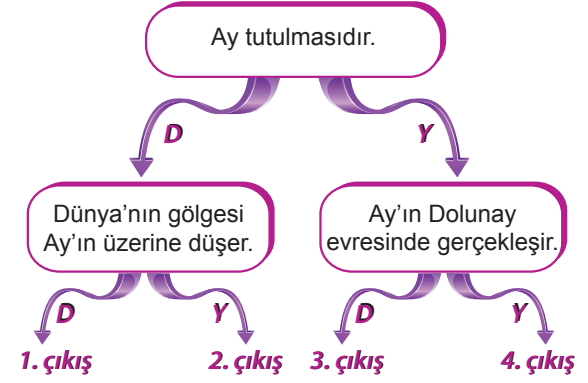 Ay tutulmasıdır.
D
Y
Dünya’nın gölgesi
Ay’ın üzerine düşer.
Ay’ın Dolunay
evresinde gerçekleşir.
D
Y
D
Y
1. çıkış
2. çıkış
3. çıkış
4. çıkış